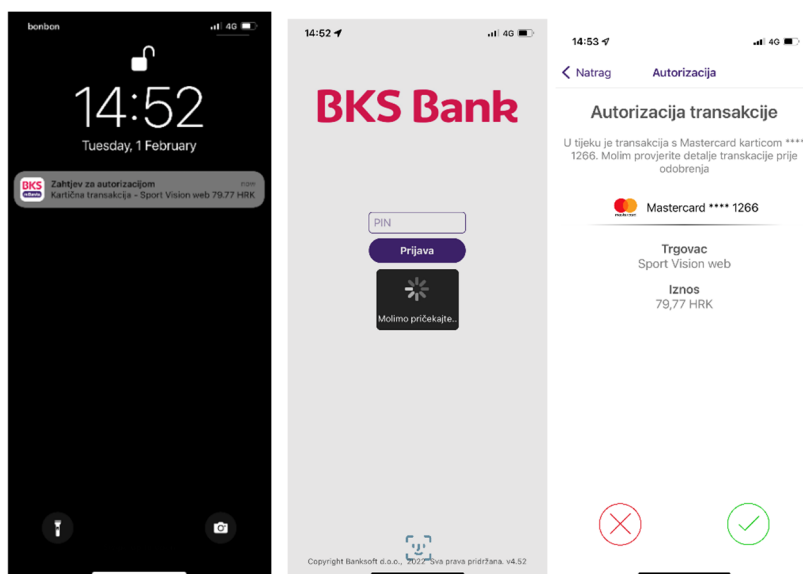 bonbon
4G
14:52
Tuesday, 1 February
BKS
Zahtjev za autorizacijom
now
Kartična transakcija - Sport Vision web 79.77 HRK
14:52
4G
BKS Bank
PIN
Prijava
Molimo pričekajte..
Copyright Banksoft d.o.o., 2022 Sva prava pridržana. v4.52
14:53
4G
Natrag
Autorizacija
Autorizacija transakcije
U tijeku je transakcija s Mastercard karticom ****
1266. Molim provjerite detalje transkacije prije
odobrenja
Mastercard **** 1266
Trgovac
Sport Vision web
Iznos
79,77 HRK